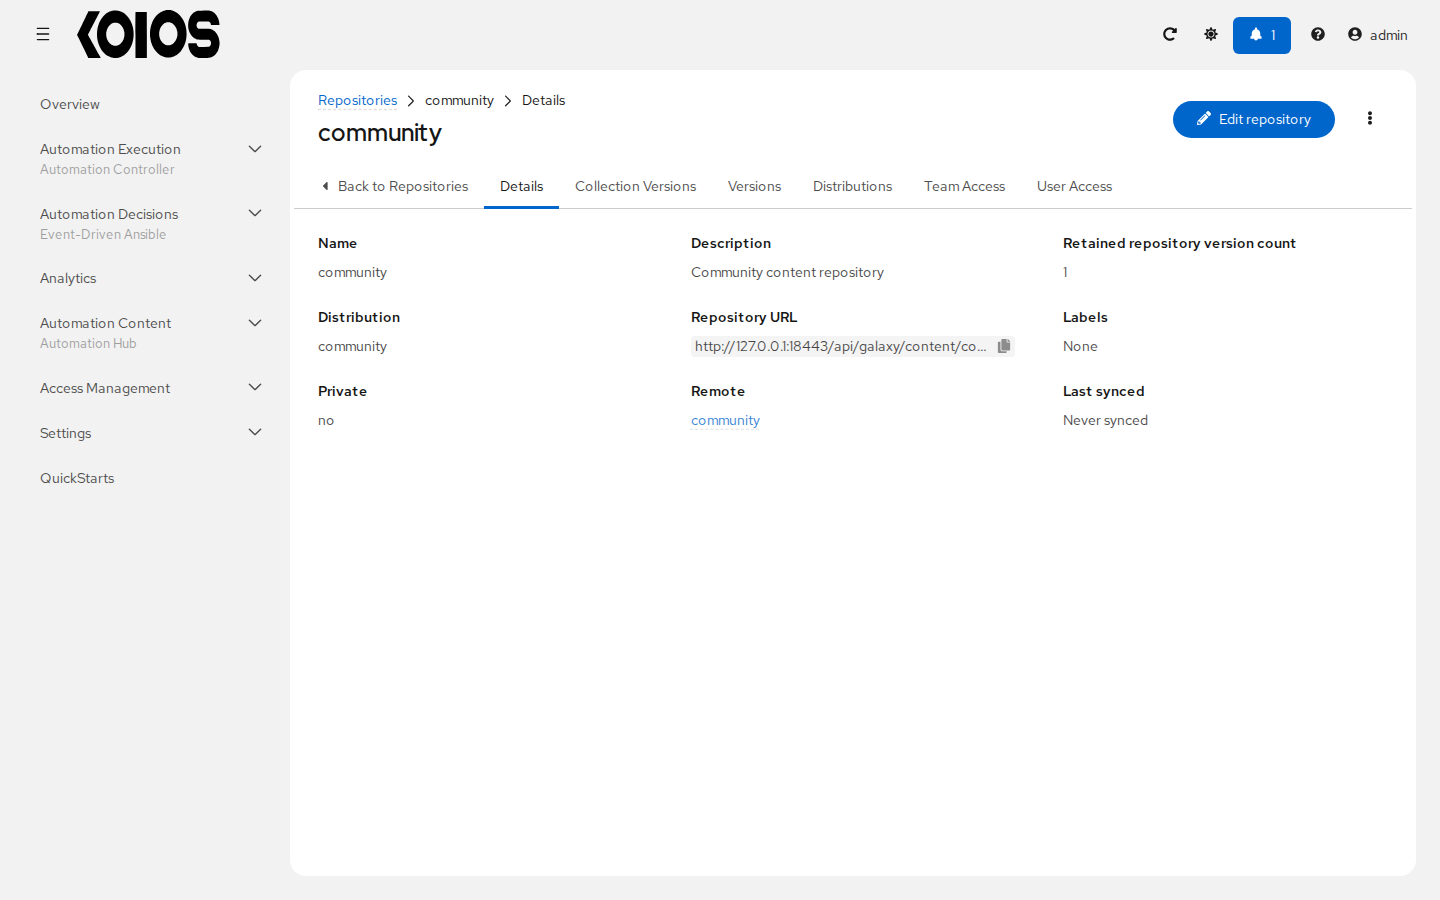 KOIOS
1
admin
Overview
Automation Execution
Automation Controller
Automation Decisions
Event-Driven Ansible
Analytics
Automation Content
Automation Hub
Access Management
Settings
QuickStarts
Repositories > community > Details
community
Edit repository
Back to Repositories Details Collection Versions Versions Distributions Team Access User Access
Name Description Retained repository version count
community Community content repository 1
Distribution Repository URL Labels
community http://127.0.0.1:18443/api/galaxy/content/co... None
Private Remote Last synced
no community Never synced